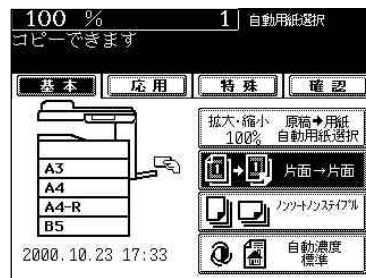 100 % 1 自動用紙選択
コピーできます
基本 応用 特殊 確認
拡大・縮小 原稿➔用紙
100% 自動用紙選択
A3
A4
A4-R
B5
1 ➔ 1 片面→片面
ノンソート/ノンステイプル
自動濃度
標準
2000.10.23 17:33